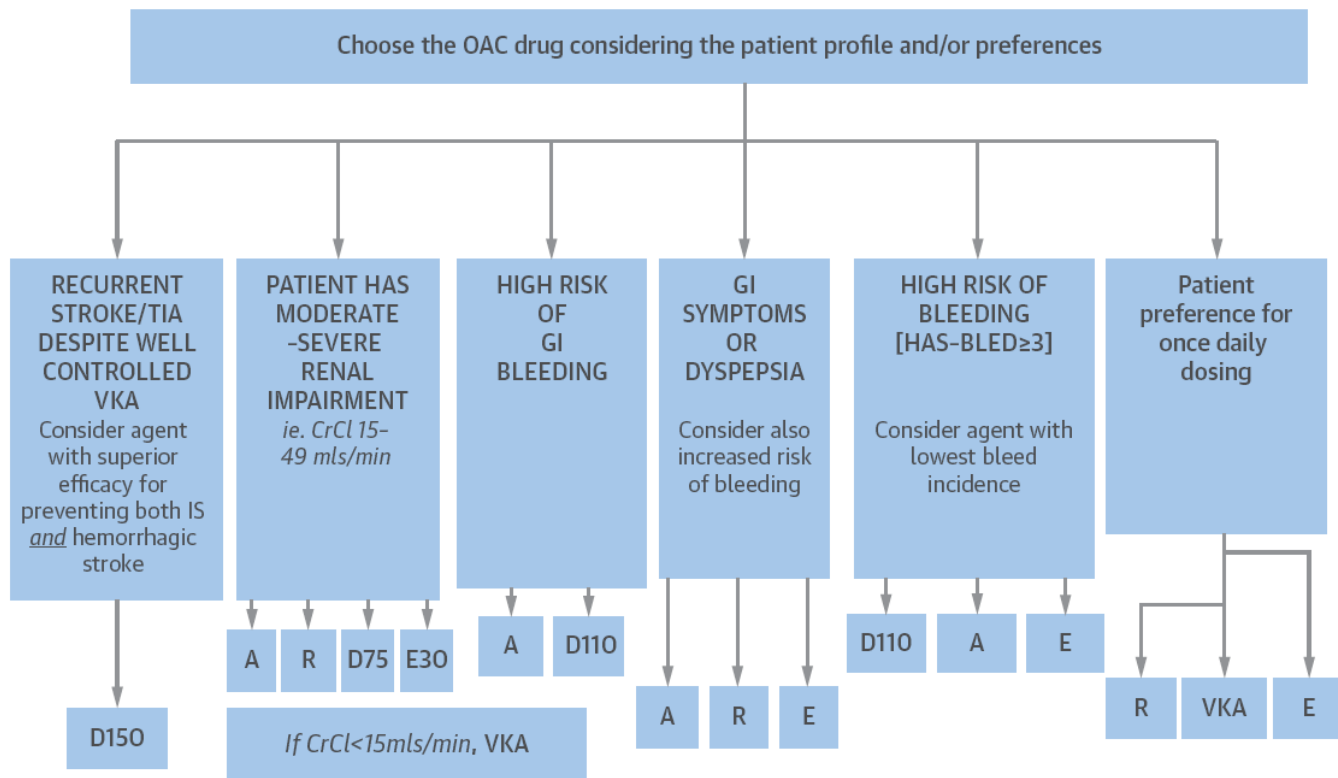 Choose the OAC drug considering the patient profile and/or preferences
RECURRENT
STROKE/TIA
DESPITE WELL
CONTROLLED
VKA
Consider agent
with superior
efficacy for
preventing both IS
and hemorrhagic
stroke
D150
PATIENT HAS
MODERATE
-SEVERE
RENAL
IMPAIRMENT
ie. CrCl 15-
49 mls/min
A
R
D75
E30
If CrCl<15mls/min, VKA
HIGH RISK
OF
GI
BLEEDING
A
D110
GI
SYMPTOMS
OR
DYSPEPSIA
Consider also
increased risk
of bleeding
A
R
E
HIGH RISK OF
BLEEDING
[HAS-BLED≥3]
Consider agent with
lowest bleed
incidence
D110
A
E
Patient
preference for
once daily
dosing
R
VKA
E